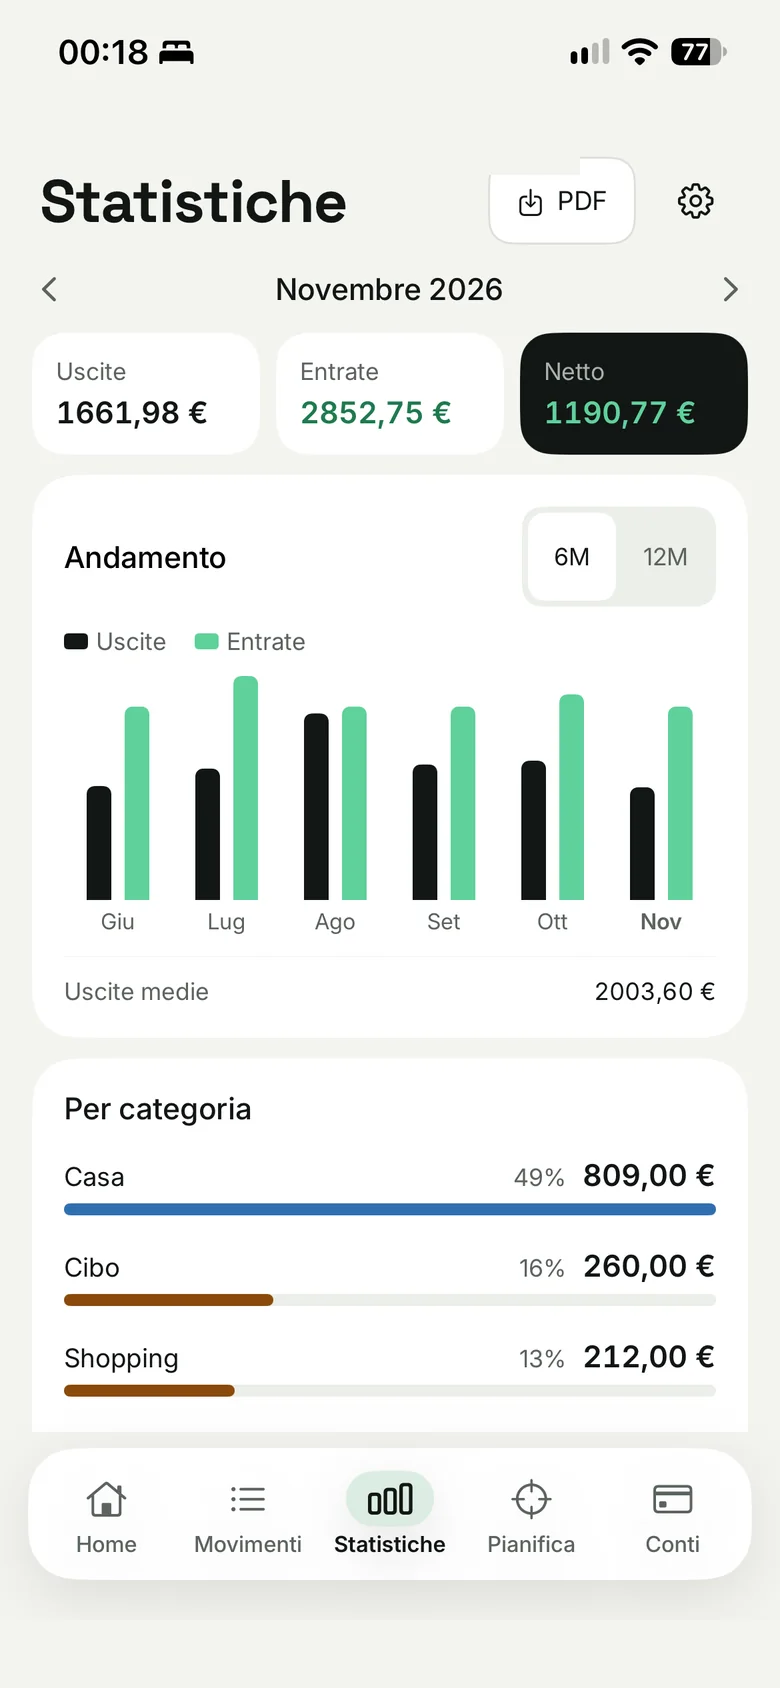 00:18
77
Statistiche
PDF
Novembre 2026
Uscite
1661,98 €
Entrate
2852,75 €
Netto
1190,77 €
Andamento
6M
12M
Uscite
Entrate
Giu
Lug
Ago
Set
Ott
Nov
Uscite medie
2003,60 €
Per categoria
Casa
49%
809,00 €
Cibo
16%
260,00 €
Shopping
13%
212,00 €
Home
Movimenti
Statistiche
Pianifica
Conti